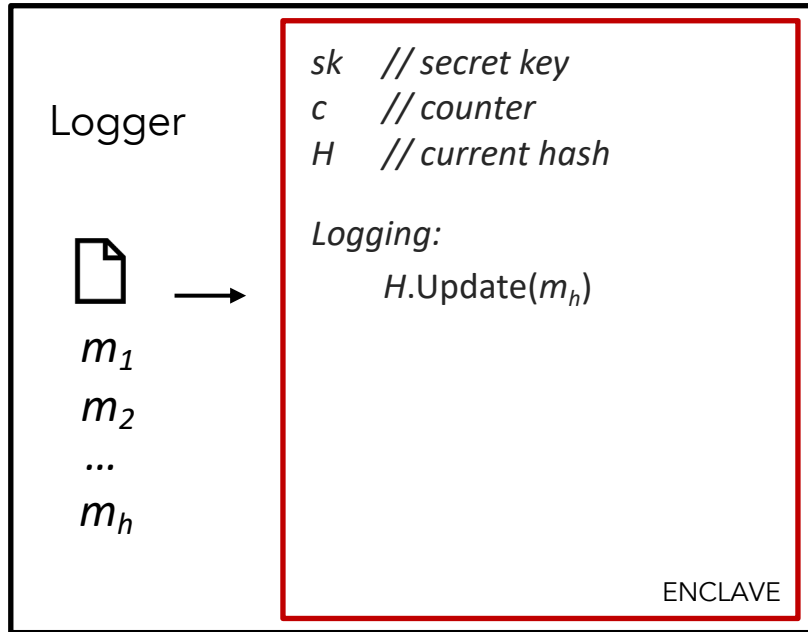 Logger
m1
m2
...
mh
sk // secret key
c // counter
H // current hash
Logging:
H.Update(mh)
ENCLAVE